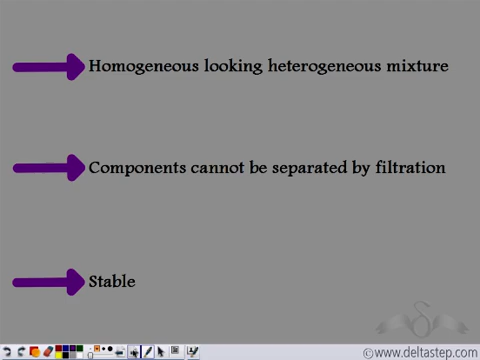 Homogeneous looking heterogeneous mixture
Components cannot be separated by filtration
Stable
©www.deltastep.com